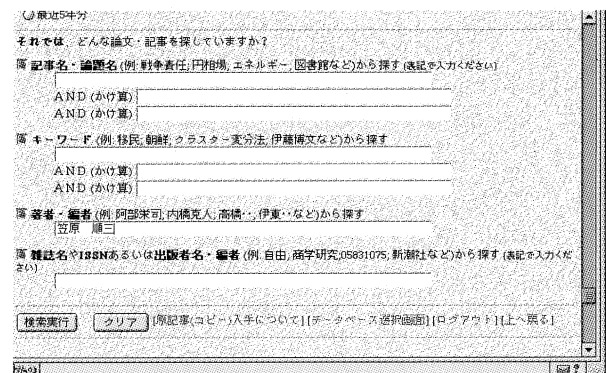 最近5年分
それでは、どんな論文・記事を探していますか?
記事名・論題名(例:戦争責任;円相場,エネルギー,図書館など)から探す(表記で入力ください)
AND(かけ算)
AND(かけ算)
キーワード(例:移民;朝鮮;クラスター変分法,伊藤博文など)から探す
AND(かけ算)
AND(かけ算)
著者・編者(例:阿部栄司;内橋克人;高橋・・,伊東・・など)から探す
笠原 順三
雑誌名やISSNあるいは出版者名・編者(例:自由,商学研究;05831075;新潮社など)から探す(表記で入力くだ
さい)
検索実行 クリア [原記事(コピー)入手について][データベース選択画面][ログアウト][上へ戻る]